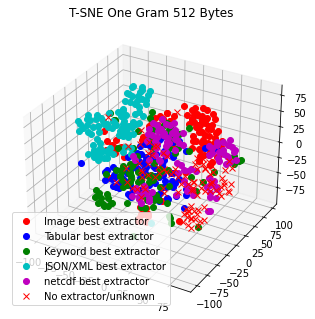 T-SNE One Gram 512 Bytes
75
50
25
0
−25
−50
−75
100
75
50
25
0
−25
−50
−75
−100
−100
75
Image best extractor
Tabular best extractor
Keyword best extractor
JSON/XML best extractor
netcdf best extractor
No extractor/unknown